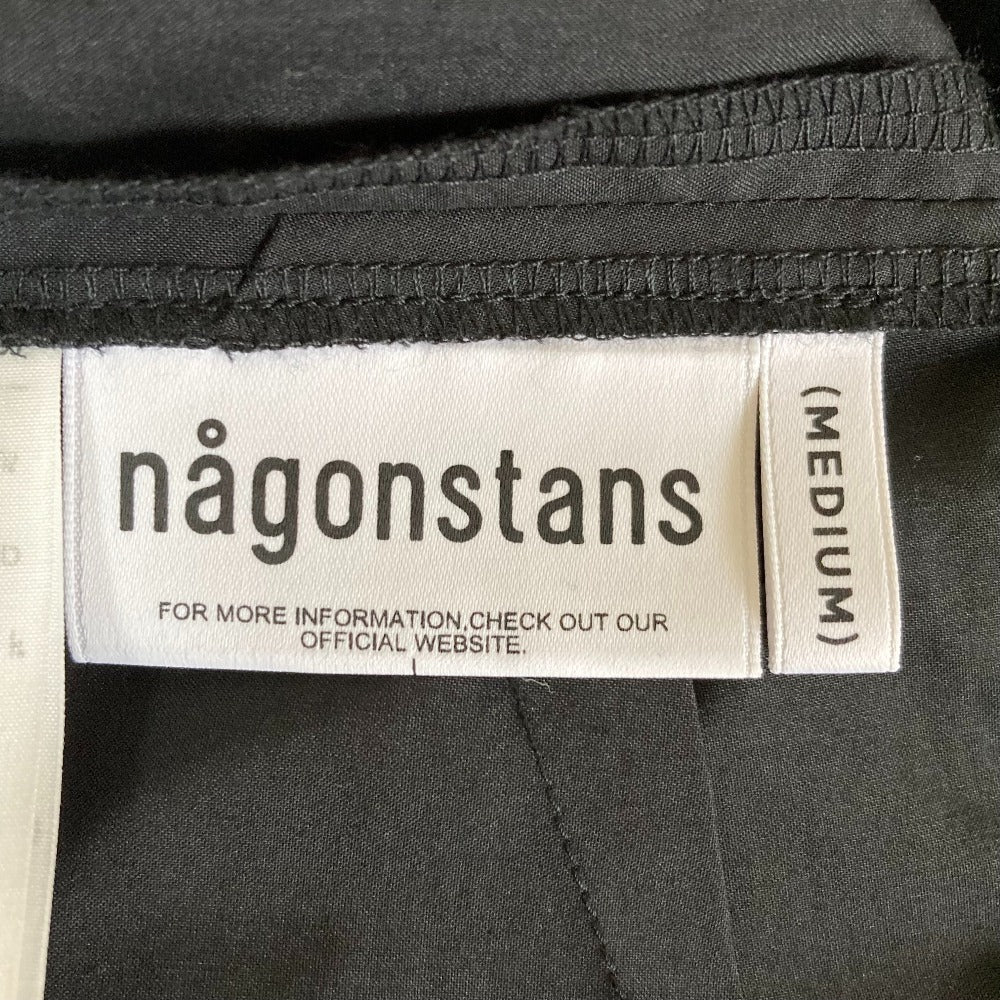 någonstans
FOR MORE INFORMATION,CHECK OUT OUR
OFFICIAL WEBSITE.
(MEDIUM)